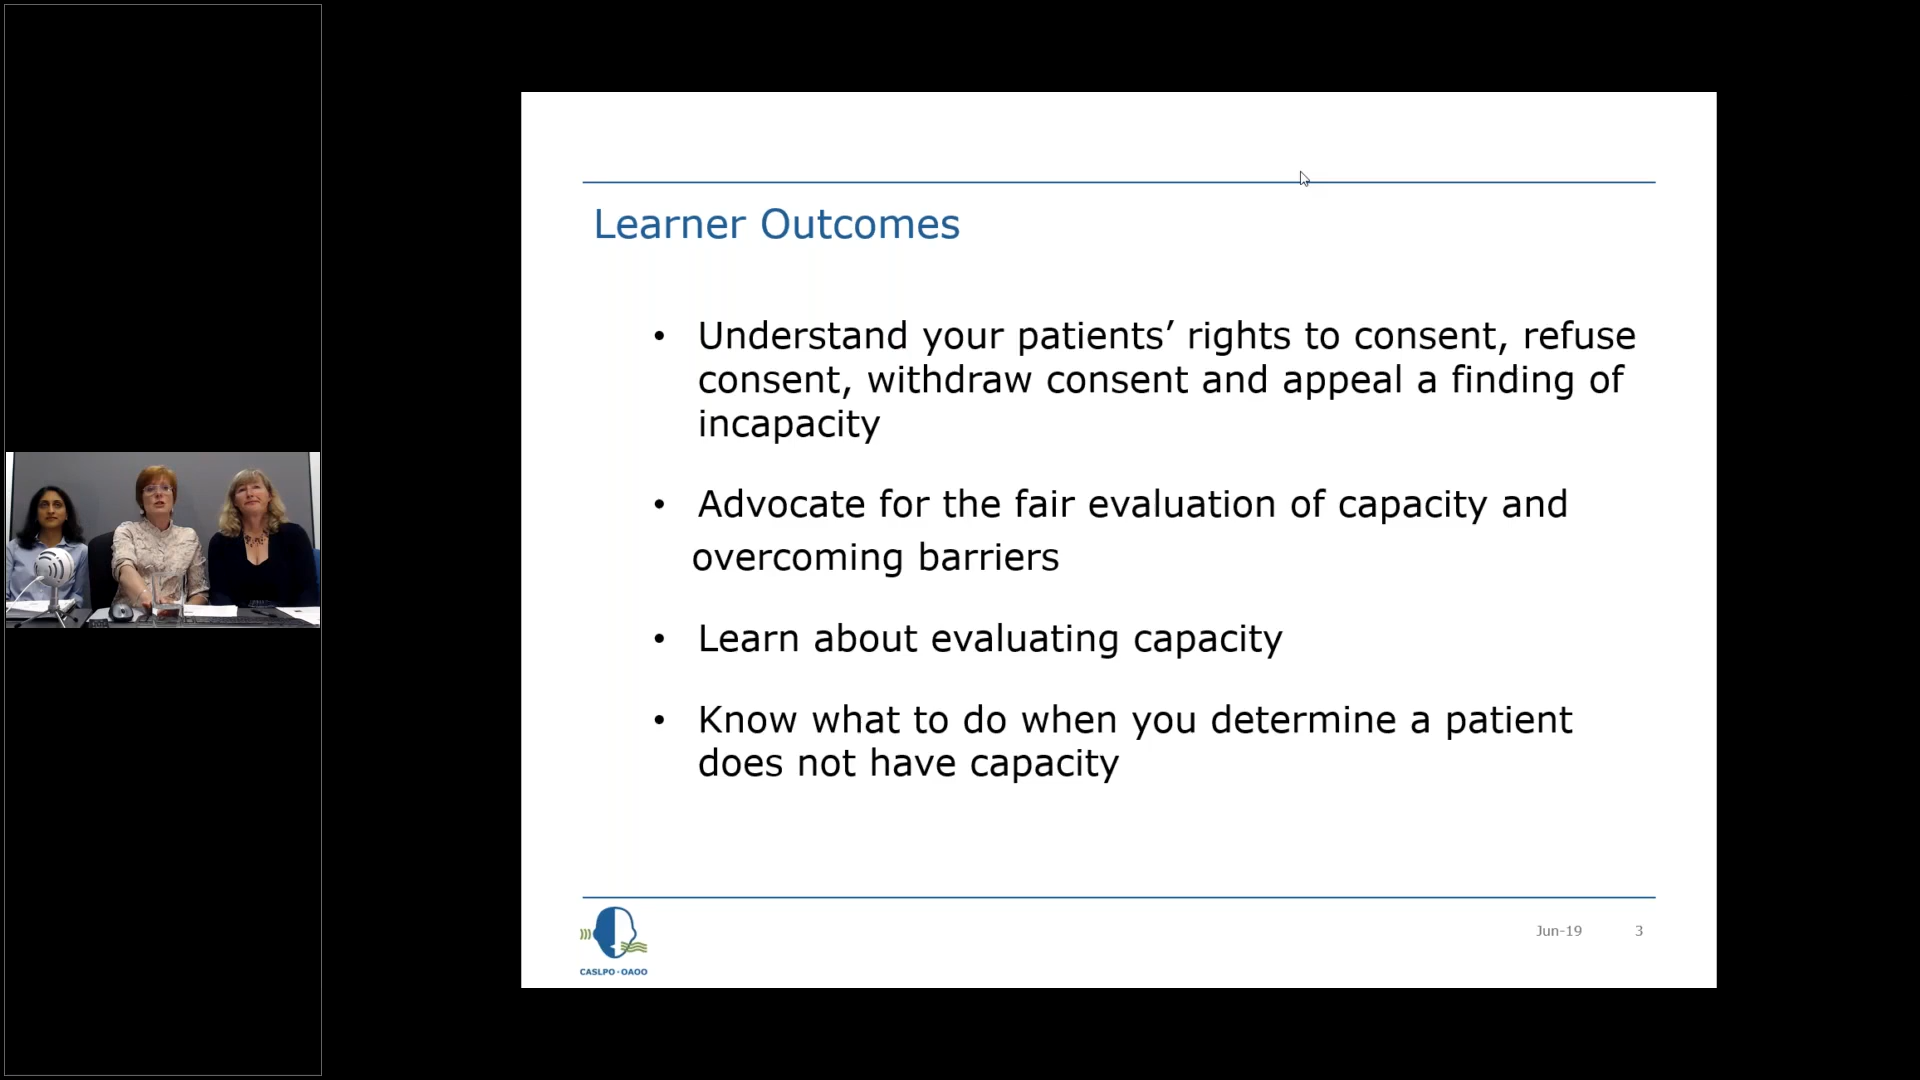 Learner Outcomes
• Understand your patients’ rights to consent, refuse
consent, withdraw consent and appeal a finding of
incapacity
• Advocate for the fair evaluation of capacity and
overcoming barriers
• Learn about evaluating capacity
• Know what to do when you determine a patient
does not have capacity
CASLPO-OAOO
Jun-19 3